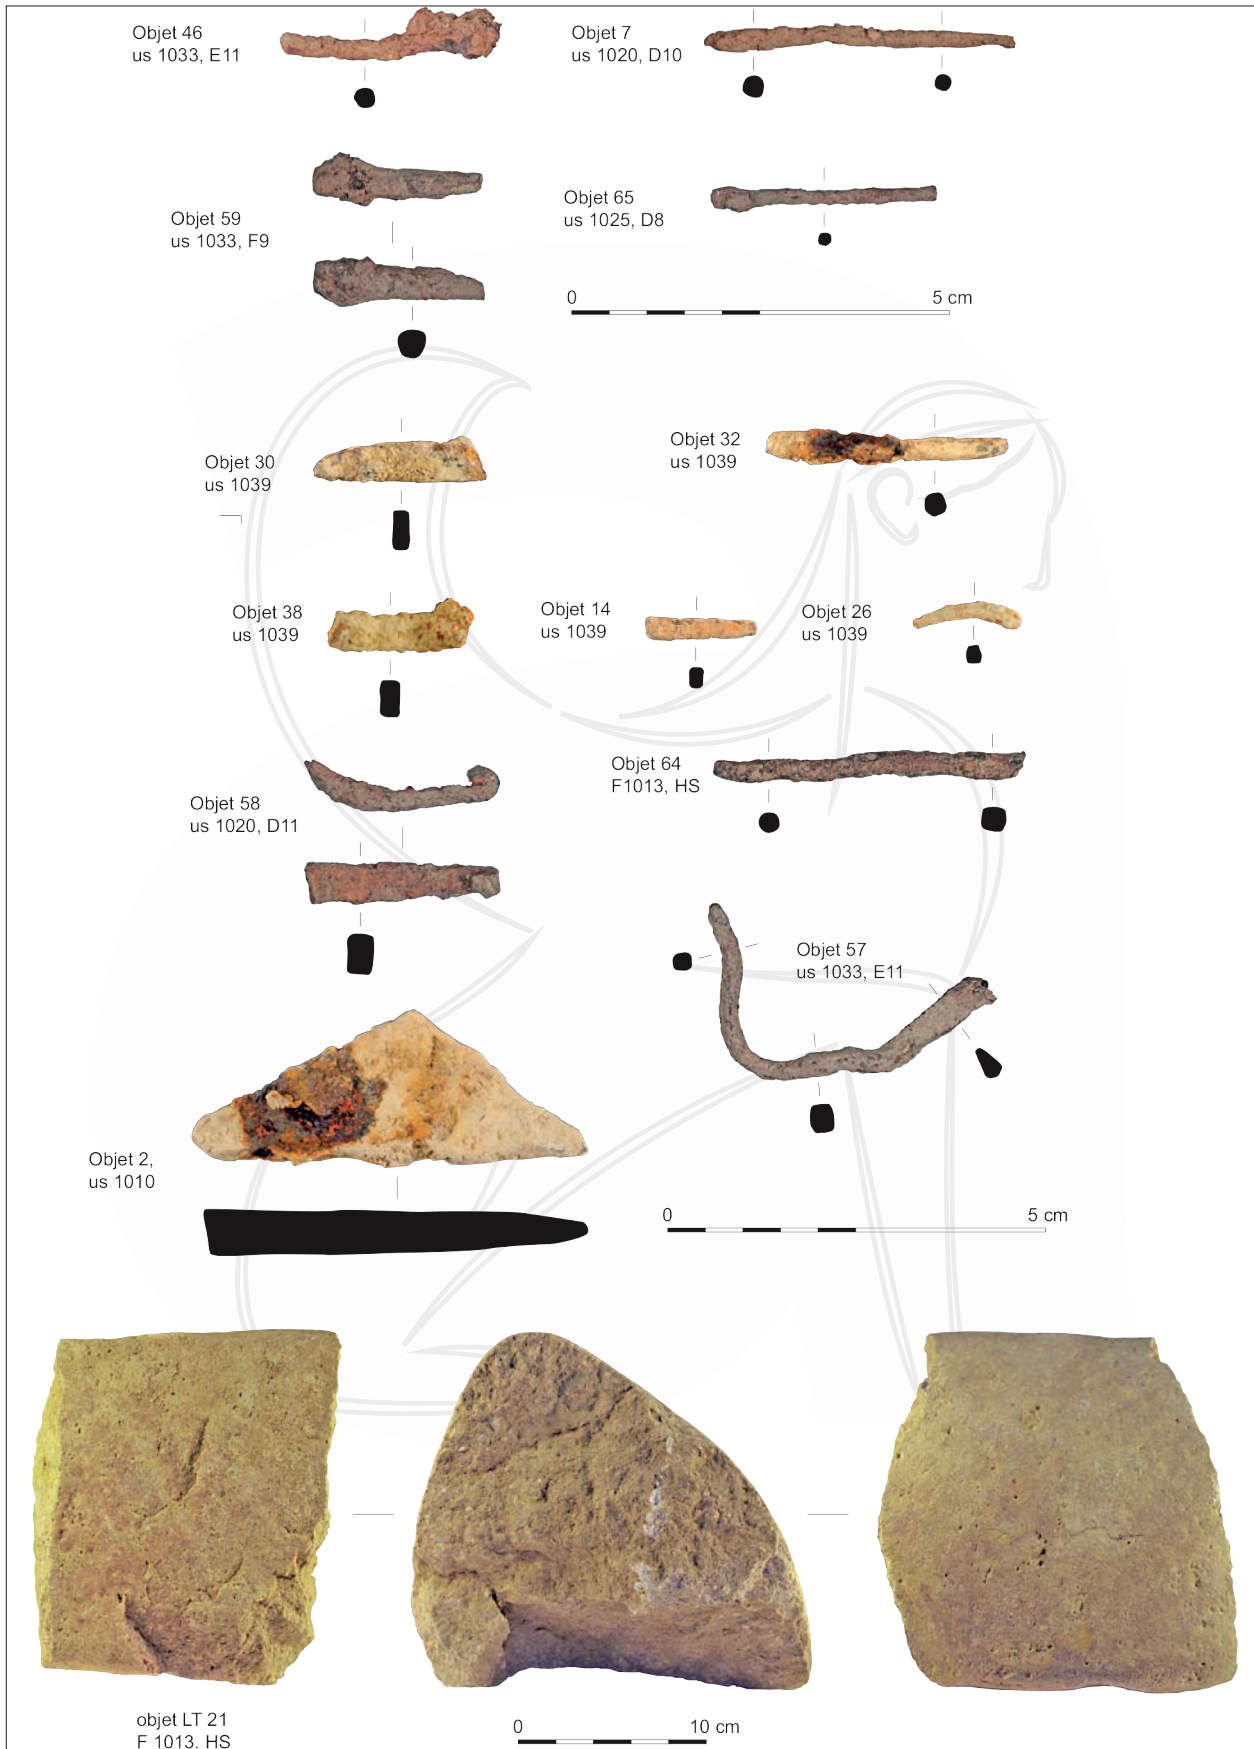 Objet 46
us 1033, E11
Objet 7
us 1020, D10
Objet 59
us 1033, F9
Objet 65
us 1025, D8
0 5 cm
Objet 30
us 1039
Objet 32
us 1039
Objet 38
us 1039
Objet 14
us 1039
Objet 26
us 1039
Objet 58
us 1020, D11
Objet 64
F1013, HS
Objet 57
us 1033, E11
Objet 2,
us 1010
0 5 cm
objet LT 21
F 1013, HS
0 10 cm